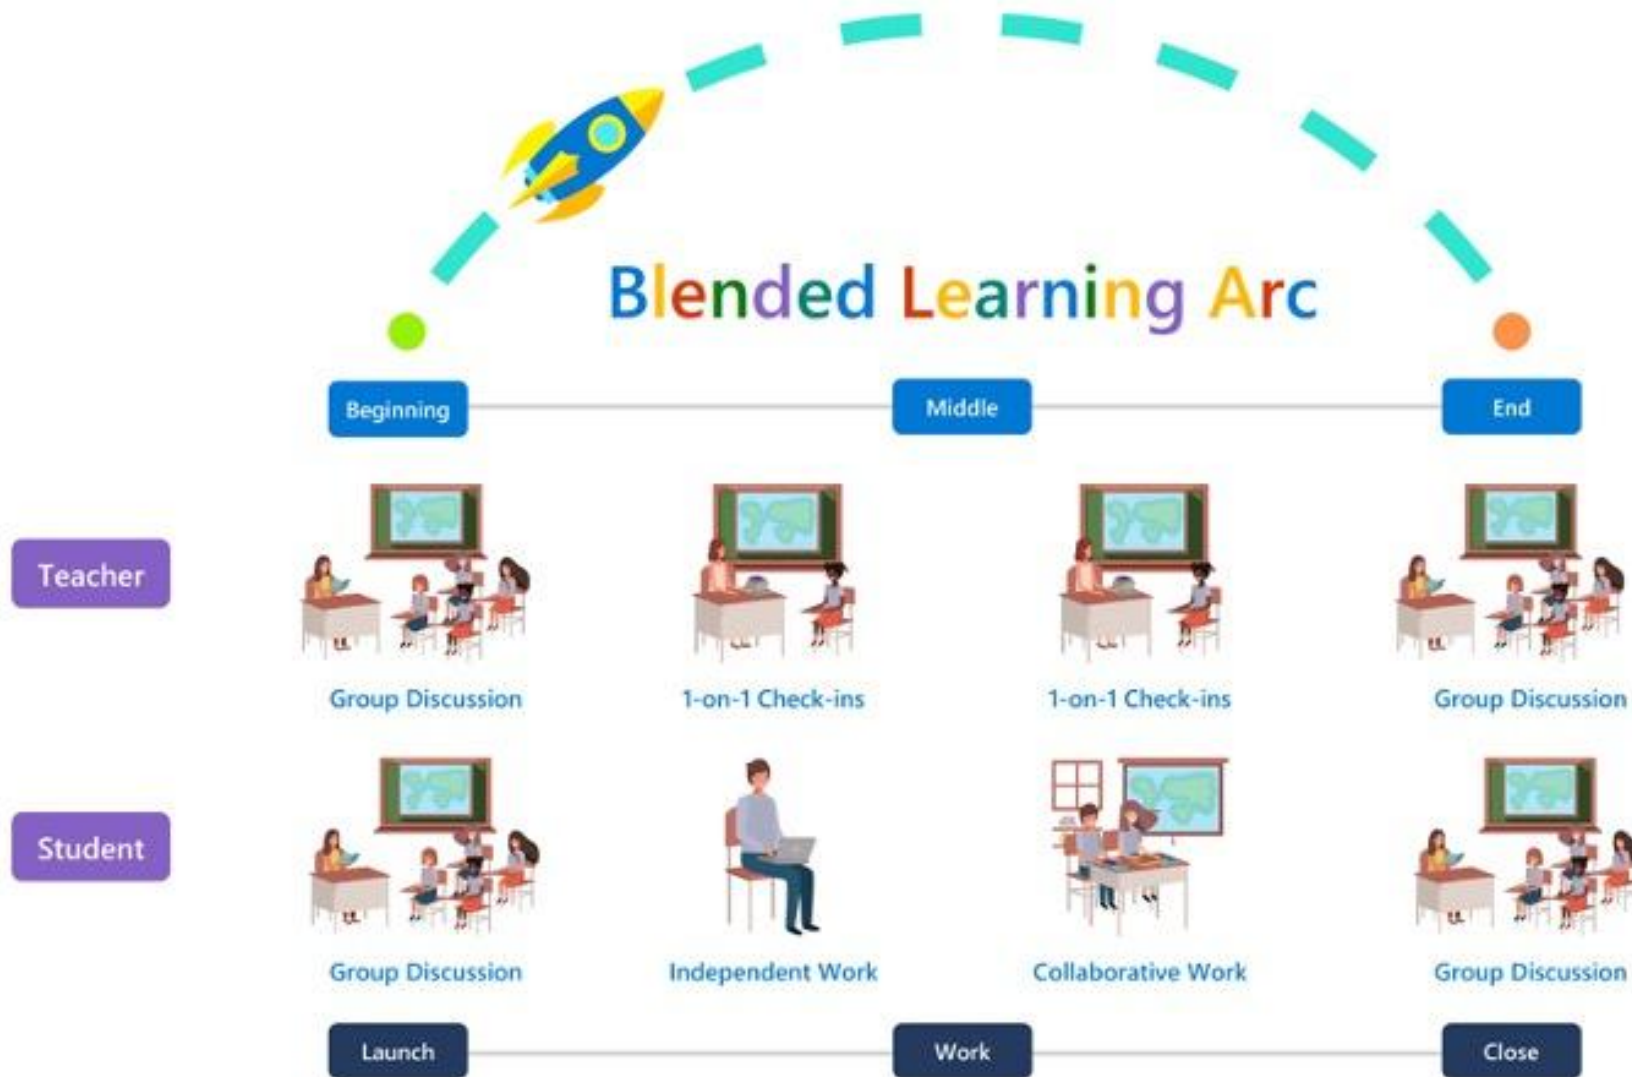 Blended Learning Arc
Beginning
Middle
End
Teacher
Group Discussion
1-on-1 Check-ins
1-on-1 Check-ins
Group Discussion
Student
Group Discussion
Independent Work
Collaborative Work
Group Discussion
Launch
Work
Close